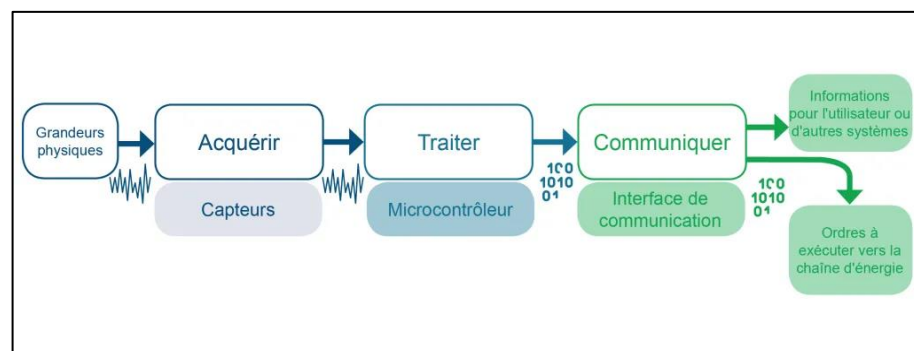 Grandeurs
physiques
Acquérir
Capteurs
Traiter
Microcontrôleur
100
1010
01
Communiquer
Interface de
communication
100
1010
01
Informations
pour l'utilisateur ou
d'autres systèmes
Ordres à
exécuter vers la
chaîne d'énergie